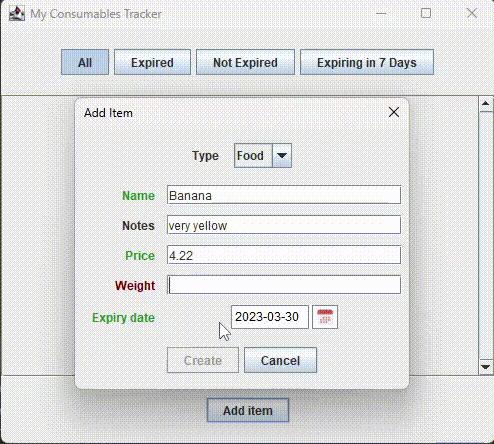 My Consumables Tracker
All Expired Not Expired Expiring in 7 Days
Add Item
Type Food
Name Banana
Notes very yellow
Price 4.22
Weight
Expiry date 2023-03-30
Create Cancel
Add item